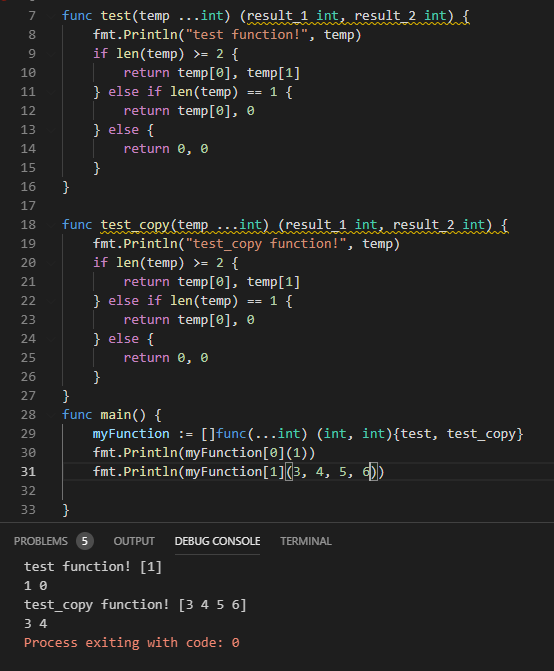 7 func test(temp ...int) (result_1 int, result_2 int) {
8 fmt.Println("test function!", temp)
9 if len(temp) >= 2 {
10 return temp[0], temp[1]
11 } else if len(temp) == 1 {
12 return temp[0], 0
13 } else {
14 return 0, 0
15 }
16 }
17
18 func test_copy(temp ...int) (result_1 int, result_2 int) {
19 fmt.Println("test_copy function!", temp)
20 if len(temp) >= 2 {
21 return temp[0], temp[1]
22 } else if len(temp) == 1 {
23 return temp[0], 0
24 } else {
25 return 0, 0
26 }
27 }
28 func main() {
29 myFunction := []func(...int) (int, int){test, test_copy}
30 fmt.Println(myFunction[0](1))
31 fmt.Println(myFunction[1](3, 4, 5, 6))
32
33 }
PROBLEMS 5 OUTPUT DEBUG CONSOLE TERMINAL
test function! [1]
1 0
test_copy function! [3 4 5 6]
3 4
Process exiting with code: 0